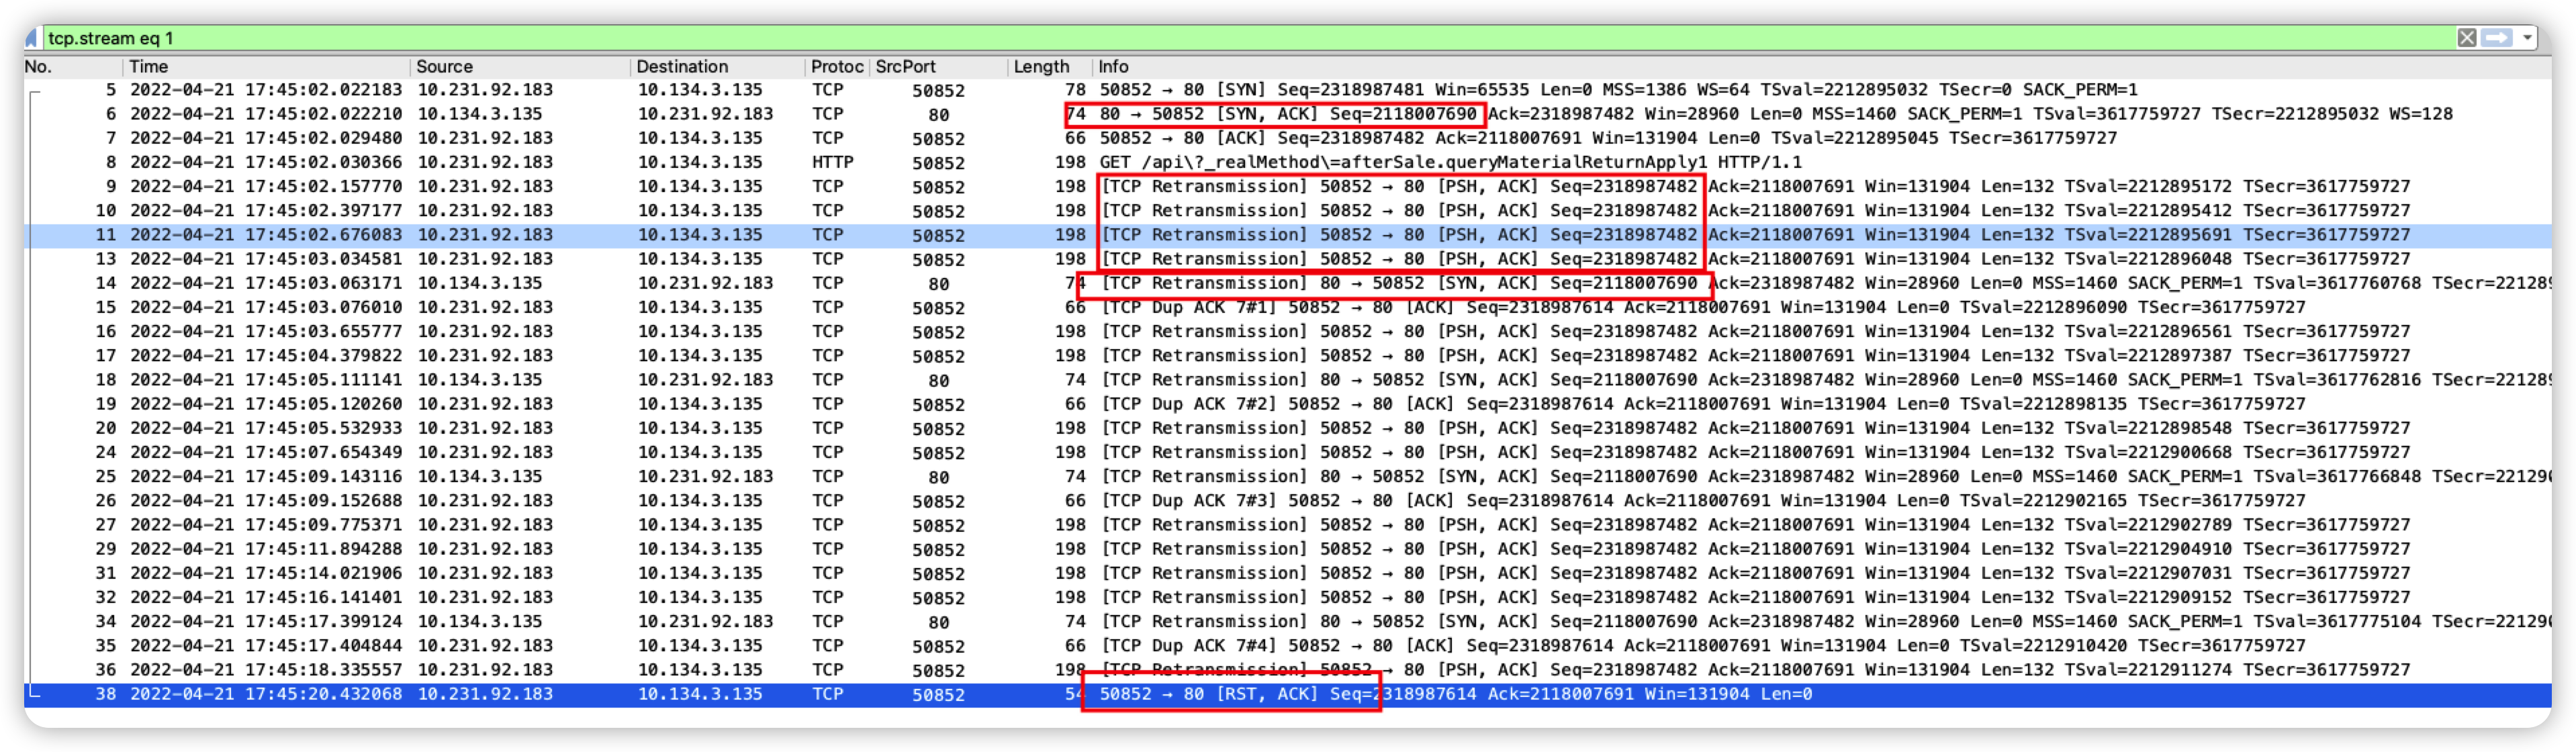 tcp.stream eq 1
No. Time Source Destination Protoc SrcPort Length Info
5 2022-04-21 17:45:02.022183 10.231.92.183 10.134.3.135 TCP 50852 78 50852 → 80 [SYN] Seq=2318987481 Win=65535 Len=0 MSS=1386 WS=64 TSval=2212895032 TSecr=0 SACK_PERM=1
6 2022-04-21 17:45:02.022210 10.134.3.135 10.231.92.183 TCP 80 74 80 → 50852 [SYN, ACK] Seq=2118007690 Ack=2318987482 Win=28960 Len=0 MSS=1460 SACK_PERM=1 TSval=3617759727 TSecr=2212895032 WS=128
7 2022-04-21 17:45:02.029480 10.231.92.183 10.134.3.135 TCP 50852 66 50852 → 80 [ACK] Seq=2318987482 Ack=2118007691 Win=131904 Len=0 TSval=2212895045 TSecr=3617759727
8 2022-04-21 17:45:02.030366 10.231.92.183 10.134.3.135 HTTP 50852 198 GET /api\?_realMethod\=afterSale.queryMaterialReturnApply1 HTTP/1.1
9 2022-04-21 17:45:02.157770 10.231.92.183 10.134.3.135 TCP 50852 198 [TCP Retransmission] 50852 → 80 [PSH, ACK] Seq=2318987482 Ack=2118007691 Win=131904 Len=132 TSval=2212895172 TSecr=3617759727
10 2022-04-21 17:45:02.397177 10.231.92.183 10.134.3.135 TCP 50852 198 [TCP Retransmission] 50852 → 80 [PSH, ACK] Seq=2318987482 Ack=2118007691 Win=131904 Len=132 TSval=2212895412 TSecr=3617759727
11 2022-04-21 17:45:02.676083 10.231.92.183 10.134.3.135 TCP 50852 198 [TCP Retransmission] 50852 → 80 [PSH, ACK] Seq=2318987482 Ack=2118007691 Win=131904 Len=132 TSval=2212895691 TSecr=3617759727
13 2022-04-21 17:45:03.034581 10.231.92.183 10.134.3.135 TCP 50852 198 [TCP Retransmission] 50852 → 80 [PSH, ACK] Seq=2318987482 Ack=2118007691 Win=131904 Len=132 TSval=2212896048 TSecr=3617759727
14 2022-04-21 17:45:03.063171 10.134.3.135 10.231.92.183 TCP 80 74 [TCP Retransmission] 80 → 50852 [SYN, ACK] Seq=2118007690 Ack=2318987482 Win=28960 Len=0 MSS=1460 SACK_PERM=1 TSval=3617760768 TSecr=22128
15 2022-04-21 17:45:03.076010 10.231.92.183 10.134.3.135 TCP 50852 66 [TCP Dup ACK 7#1] 50852 → 80 [ACK] Seq=2318987614 Ack=2118007691 Win=131904 Len=0 TSval=2212896090 TSecr=3617759727
16 2022-04-21 17:45:03.655777 10.231.92.183 10.134.3.135 TCP 50852 198 [TCP Retransmission] 50852 → 80 [PSH, ACK] Seq=2318987482 Ack=2118007691 Win=131904 Len=132 TSval=2212896561 TSecr=3617759727
17 2022-04-21 17:45:04.379822 10.231.92.183 10.134.3.135 TCP 50852 198 [TCP Retransmission] 50852 → 80 [PSH, ACK] Seq=2318987482 Ack=2118007691 Win=131904 Len=132 TSval=2212897387 TSecr=3617759727
18 2022-04-21 17:45:05.111141 10.134.3.135 10.231.92.183 TCP 80 74 [TCP Retransmission] 80 → 50852 [SYN, ACK] Seq=2118007690 Ack=2318987482 Win=28960 Len=0 MSS=1460 SACK_PERM=1 TSval=3617762816 TSecr=22128
19 2022-04-21 17:45:05.120260 10.231.92.183 10.134.3.135 TCP 50852 66 [TCP Dup ACK 7#2] 50852 → 80 [ACK] Seq=2318987614 Ack=2118007691 Win=131904 Len=0 TSval=2212898135 TSecr=3617759727
20 2022-04-21 17:45:05.532933 10.231.92.183 10.134.3.135 TCP 50852 198 [TCP Retransmission] 50852 → 80 [PSH, ACK] Seq=2318987482 Ack=2118007691 Win=131904 Len=132 TSval=2212898548 TSecr=3617759727
24 2022-04-21 17:45:07.654349 10.231.92.183 10.134.3.135 TCP 50852 198 [TCP Retransmission] 50852 → 80 [PSH, ACK] Seq=2318987482 Ack=2118007691 Win=131904 Len=132 TSval=2212900668 TSecr=3617759727
25 2022-04-21 17:45:09.143116 10.134.3.135 10.231.92.183 TCP 80 74 [TCP Retransmission] 80 → 50852 [SYN, ACK] Seq=2118007690 Ack=2318987482 Win=28960 Len=0 MSS=1460 SACK_PERM=1 TSval=3617766848 TSecr=22129
26 2022-04-21 17:45:09.152688 10.231.92.183 10.134.3.135 TCP 50852 66 [TCP Dup ACK 7#3] 50852 → 80 [ACK] Seq=2318987614 Ack=2118007691 Win=131904 Len=0 TSval=2212902165 TSecr=3617759727
27 2022-04-21 17:45:09.775371 10.231.92.183 10.134.3.135 TCP 50852 198 [TCP Retransmission] 50852 → 80 [PSH, ACK] Seq=2318987482 Ack=2118007691 Win=131904 Len=132 TSval=2212902789 TSecr=3617759727
29 2022-04-21 17:45:11.894288 10.231.92.183 10.134.3.135 TCP 50852 198 [TCP Retransmission] 50852 → 80 [PSH, ACK] Seq=2318987482 Ack=2118007691 Win=131904 Len=132 TSval=2212904910 TSecr=3617759727
31 2022-04-21 17:45:14.021906 10.231.92.183 10.134.3.135 TCP 50852 198 [TCP Retransmission] 50852 → 80 [PSH, ACK] Seq=2318987482 Ack=2118007691 Win=131904 Len=132 TSval=2212907031 TSecr=3617759727
32 2022-04-21 17:45:16.141401 10.231.92.183 10.134.3.135 TCP 50852 198 [TCP Retransmission] 50852 → 80 [PSH, ACK] Seq=2318987482 Ack=2118007691 Win=131904 Len=132 TSval=2212909152 TSecr=3617759727
34 2022-04-21 17:45:17.399124 10.134.3.135 10.231.92.183 TCP 80 74 [TCP Retransmission] 80 → 50852 [SYN, ACK] Seq=2118007690 Ack=2318987482 Win=28960 Len=0 MSS=1460 SACK_PERM=1 TSval=3617775104 TSecr=22129
35 2022-04-21 17:45:17.404844 10.231.92.183 10.134.3.135 TCP 50852 66 [TCP Dup ACK 7#4] 50852 → 80 [ACK] Seq=2318987614 Ack=2118007691 Win=131904 Len=0 TSval=2212910420 TSecr=3617759727
36 2022-04-21 17:45:18.335557 10.231.92.183 10.134.3.135 TCP 50852 198 [TCP Retransmission] 50852 → 80 [PSH, ACK] Seq=2318987482 Ack=2118007691 Win=131904 Len=132 TSval=2212911274 TSecr=3617759727
38 2022-04-21 17:45:20.432068 10.231.92.183 10.134.3.135 TCP 50852 54 50852 → 80 [RST, ACK] Seq=2318987614 Ack=2118007691 Win=131904 Len=0